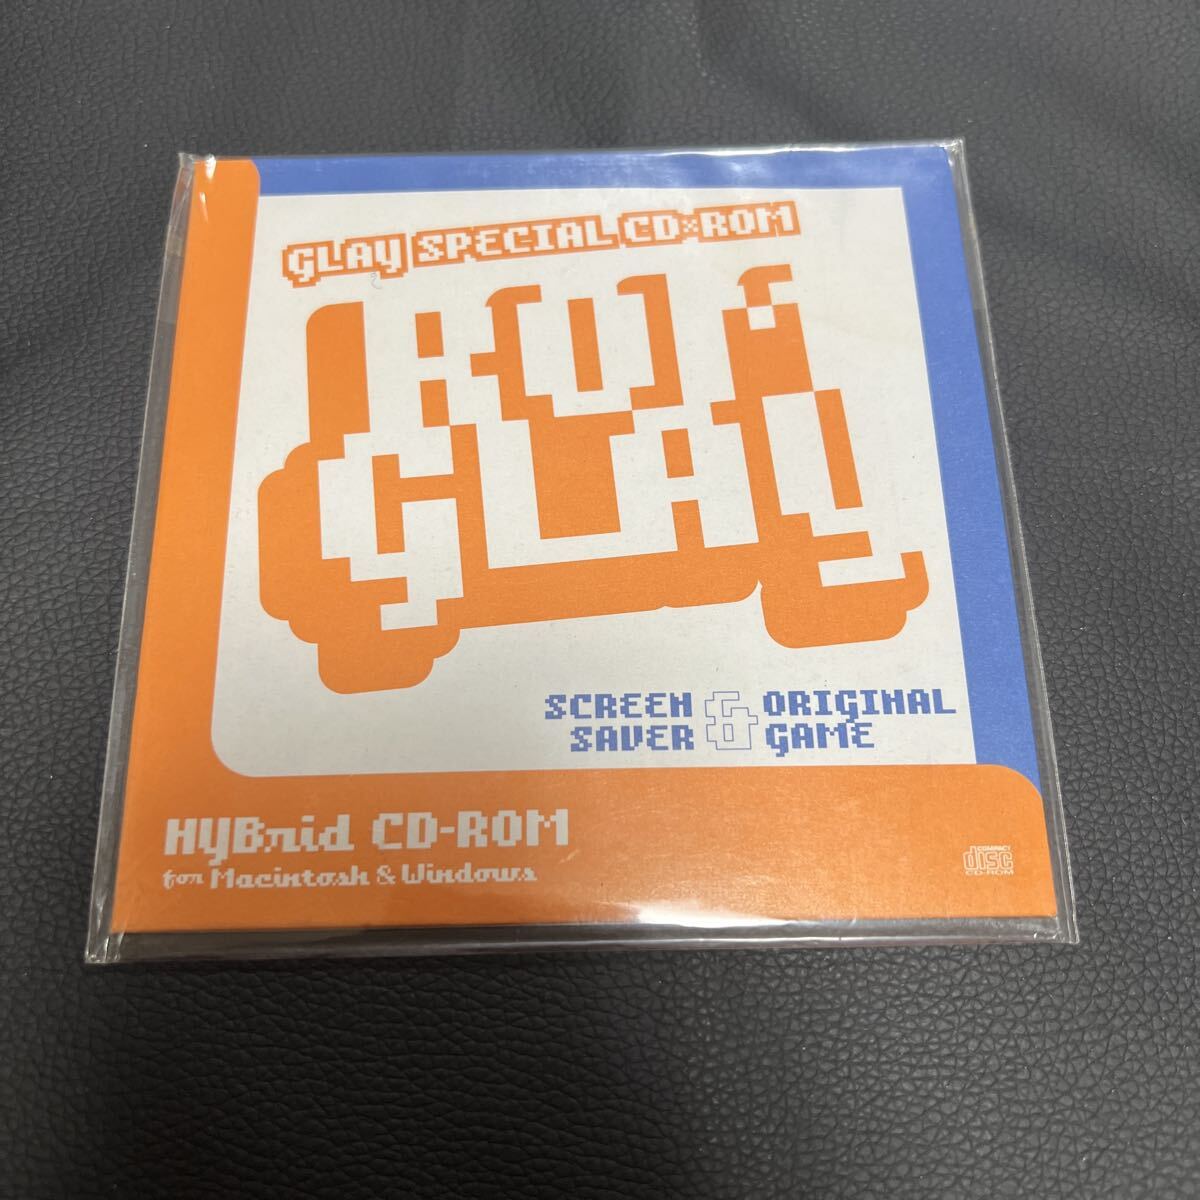 GLAY SPECIAL CD×ROM
GLAY
SCREEN SAVER & ORIGINAL GAME
HYBrid CD-ROM
for Macintosh & Windows
COMPACT
disc
CD-ROM